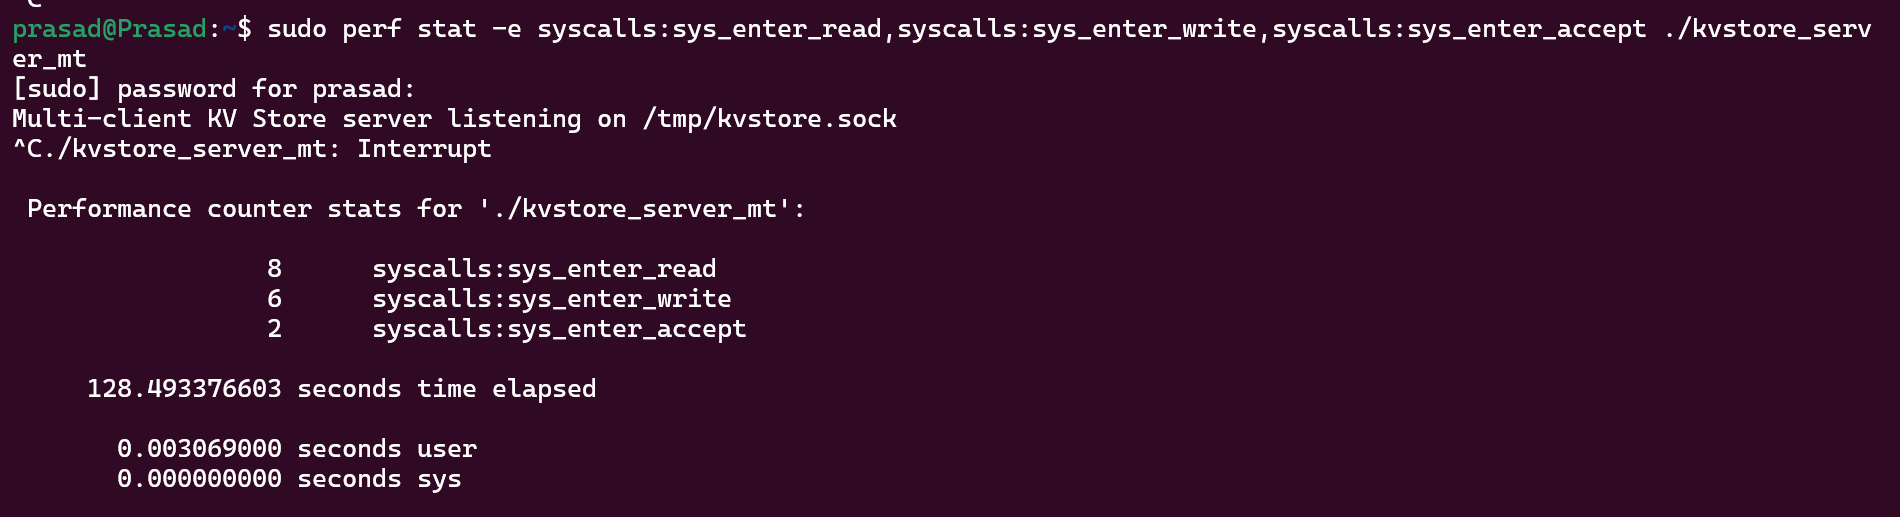 prasad@Prasad:~$ sudo perf stat -e syscalls:sys_enter_read,syscalls:sys_enter_write,syscalls:sys_enter_accept ./kvstore_serv
er_mt
[sudo] password for prasad:
Multi-client KV Store server listening on /tmp/kvstore.sock
^C./kvstore_server_mt: Interrupt
Performance counter stats for './kvstore_server_mt':
8 syscalls:sys_enter_read
6 syscalls:sys_enter_write
2 syscalls:sys_enter_accept
128.493376603 seconds time elapsed
0.003069000 seconds user
0.000000000 seconds sys